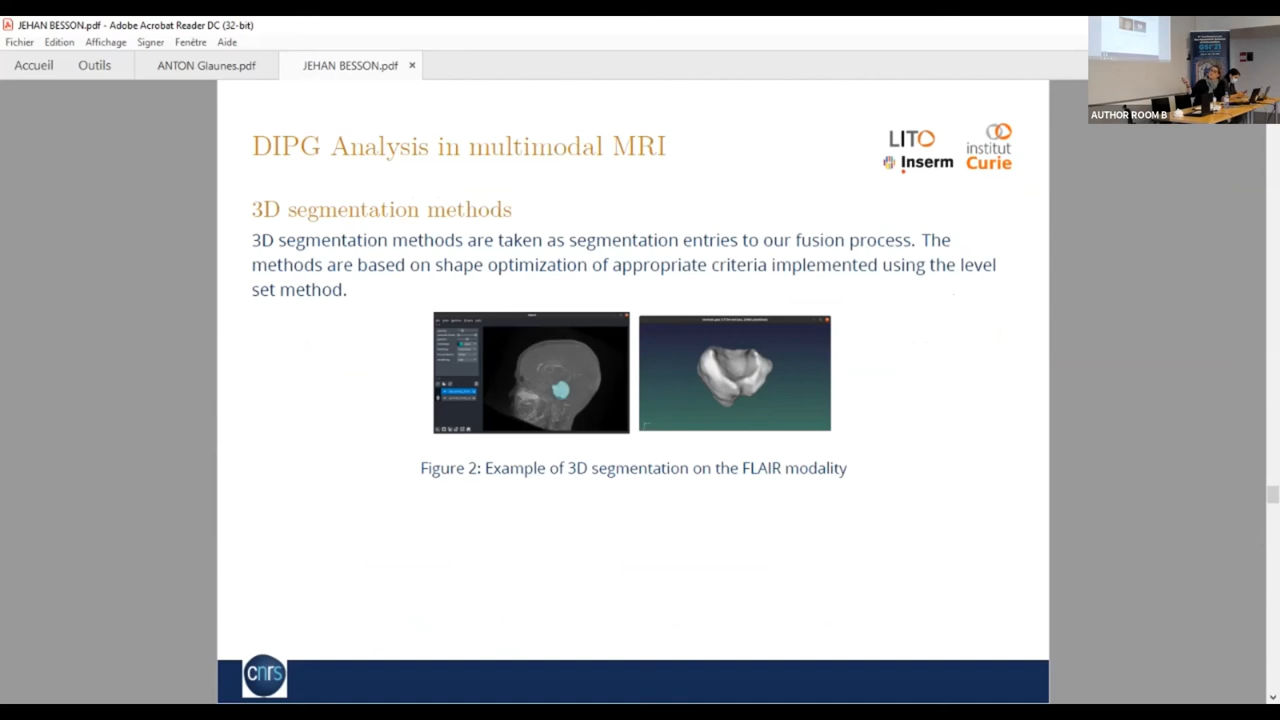 JEHAN BESSON.pdf - Adobe Acrobat Reader DC (32-bit)
Fichier Edition Affichage Signer Fenêtre Aide
Accueil Outils ANTON Glaunes.pdf JEHAN BESSON.pdf ×
GSI'21
AUTHOR ROOM B
DIPG Analysis in multimodal MRI
LITO
Inserm
institut
Curie
3D segmentation methods
3D segmentation methods are taken as segmentation entries to our fusion process. The
methods are based on shape optimization of appropriate criteria implemented using the level
set method.
Figure 2: Example of 3D segmentation on the FLAIR modality
cnrs